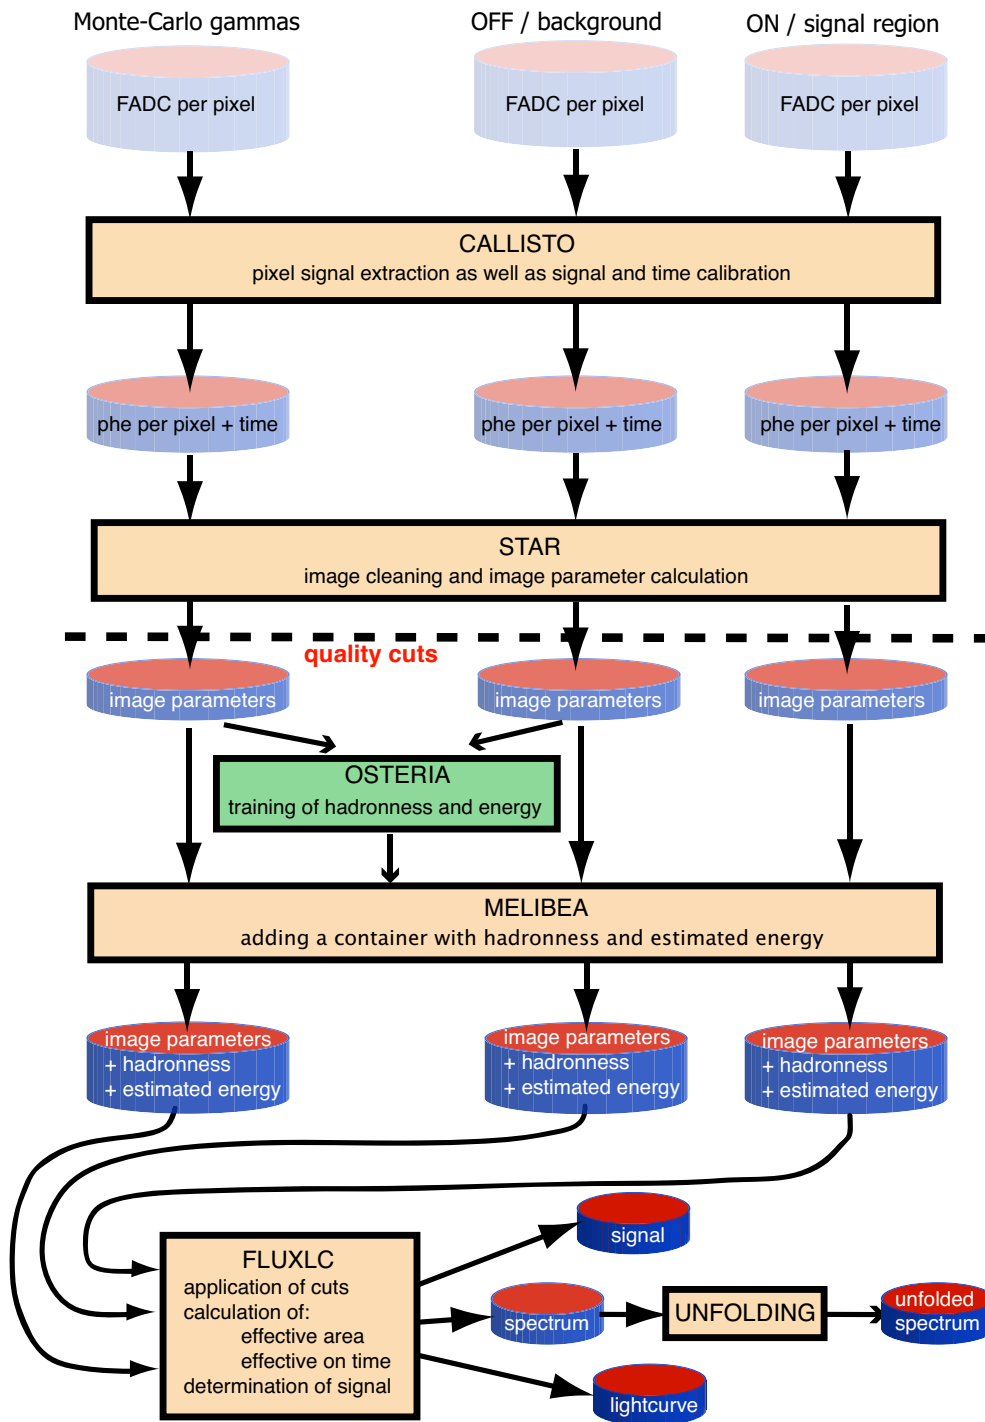 Monte-Carlo gammas
OFF / background
ON / signal region
FADC per pixel
FADC per pixel
FADC per pixel
CALLISTO
pixel signal extraction as well as signal and time calibration
phe per pixel + time
phe per pixel + time
phe per pixel + time
STAR
image cleaning and image parameter calculation
quality cuts
image parameters
image parameters
image parameters
OSTERIA
training of hadronness and energy
MELIBEA
adding a container with hadronness and estimated energy
image parameters
+ hadronness
+ estimated energy
image parameters
+ hadronness
+ estimated energy
image parameters
+ hadronness
+ estimated energy
FLUXLC
application of cuts
calculation of:
effective area
effective on time
determination of signal
signal
spectrum
UNFOLDING
unfolded
spectrum
lightcurve